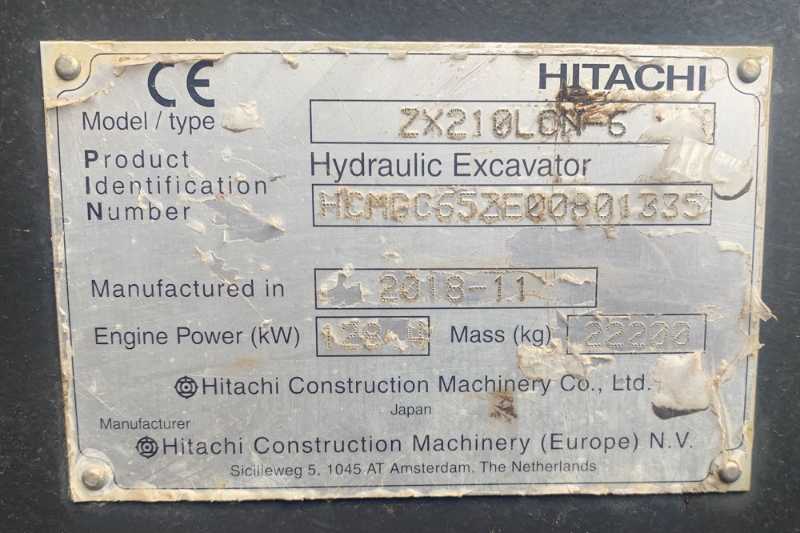 CE HITACHI
Model / type ZX210LCN-6
Product Hydraulic Excavator
Identification
Number
Manufactured in 2018-11
Engine Power (kW) Mass (kg) 22200
Hitachi Construction Machinery Co., Ltd.
Japan
Manufacturer
Hitachi Construction Machinery (Europe) N.V.
Sicilieweg 5, 1045 AT Amsterdam, The Netherlands